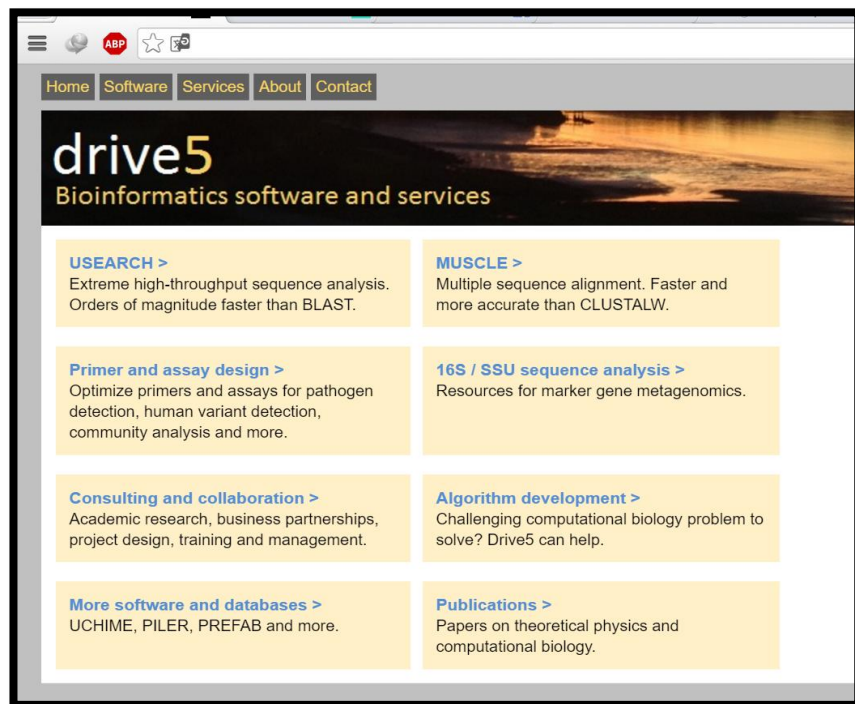 ABP
Home Software Services About Contact
drive5
Bioinformatics software and services
USEARCH >
Extreme high-throughput sequence analysis.
Orders of magnitude faster than BLAST.
MUSCLE >
Multiple sequence alignment. Faster and
more accurate than CLUSTALW.
Primer and assay design >
Optimize primers and assays for pathogen
detection, human variant detection,
community analysis and more.
16S / SSU sequence analysis >
Resources for marker gene metagenomics.
Consulting and collaboration >
Academic research, business partnerships,
project design, training and management.
Algorithm development >
Challenging computational biology problem to
solve? Drive5 can help.
More software and databases >
UCHIME, PILER, PREFAB and more.
Publications >
Papers on theoretical physics and
computational biology.